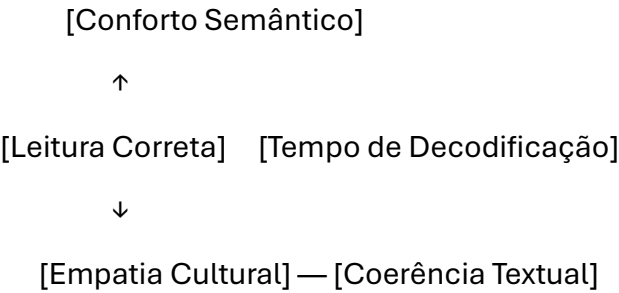 [Conforto Semântico]
↑
[Leitura Correta] [Tempo de Decodificação]
↓
[Empatia Cultural] — [Coerência Textual]